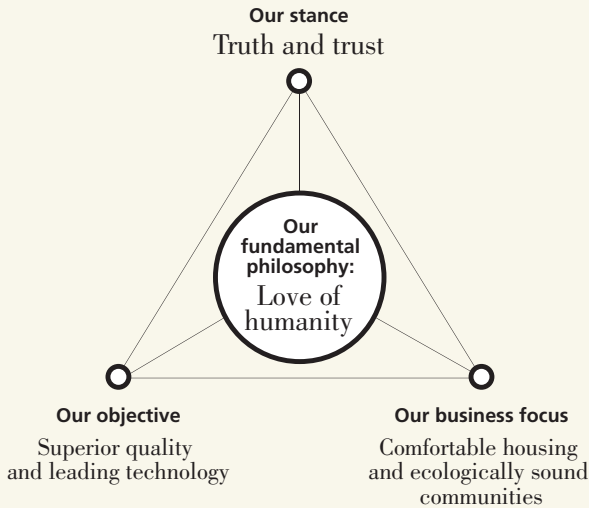 Our stance
Truth and trust
Our
fundamental
philosophy:
Love of
humanity
Our objective
Superior quality
and leading technology
Our business focus
Comfortable housing
and ecologically sound
communities